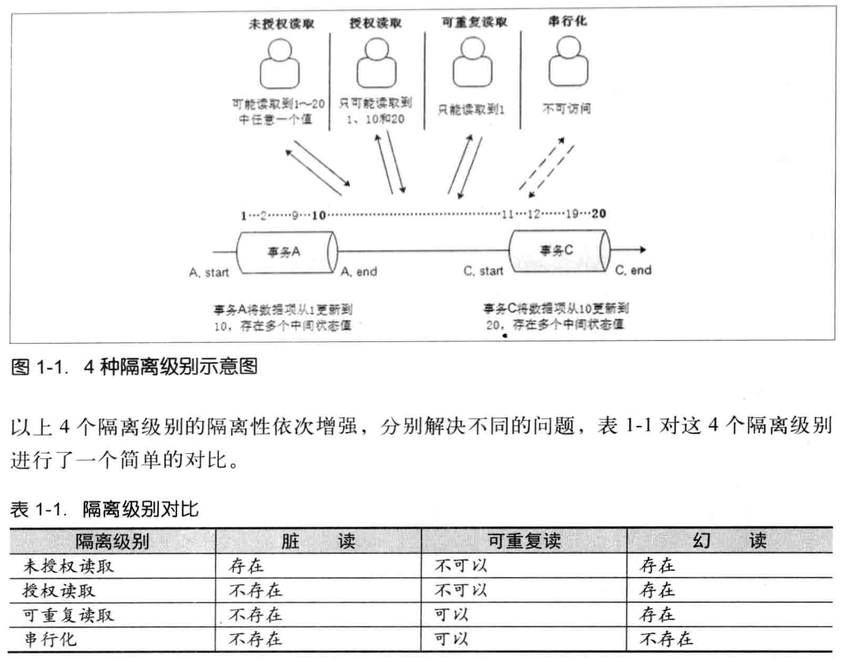 未授权读取 授权读取 可重复读取 串行化
可能读取到1～20 只可能读取到 只能读取到1 不可访问
中任意一个值 1、10和20
1…2……9…10……………………………………11…12……19…20
事务A 事务C
A, start A, end C, start C, end
事务A将数据项从1更新到 事务C将数据项从10更新到
10，存在多个中间状态值 20，存在多个中间状态值
图 1-1. 4 种隔离级别示意图
以上 4 个隔离级别的隔离性依次增强，分别解决不同的问题，表 1-1 对这 4 个隔离级别
进行了一个简单的对比。
表 1-1. 隔离级别对比
隔离级别 脏 读 可重复读 幻 读
未授权读取 存在 不可以 存在
授权读取 不存在 不可以 存在
可重复读取 不存在 可以 存在
串行化 不存在 可以 不存在